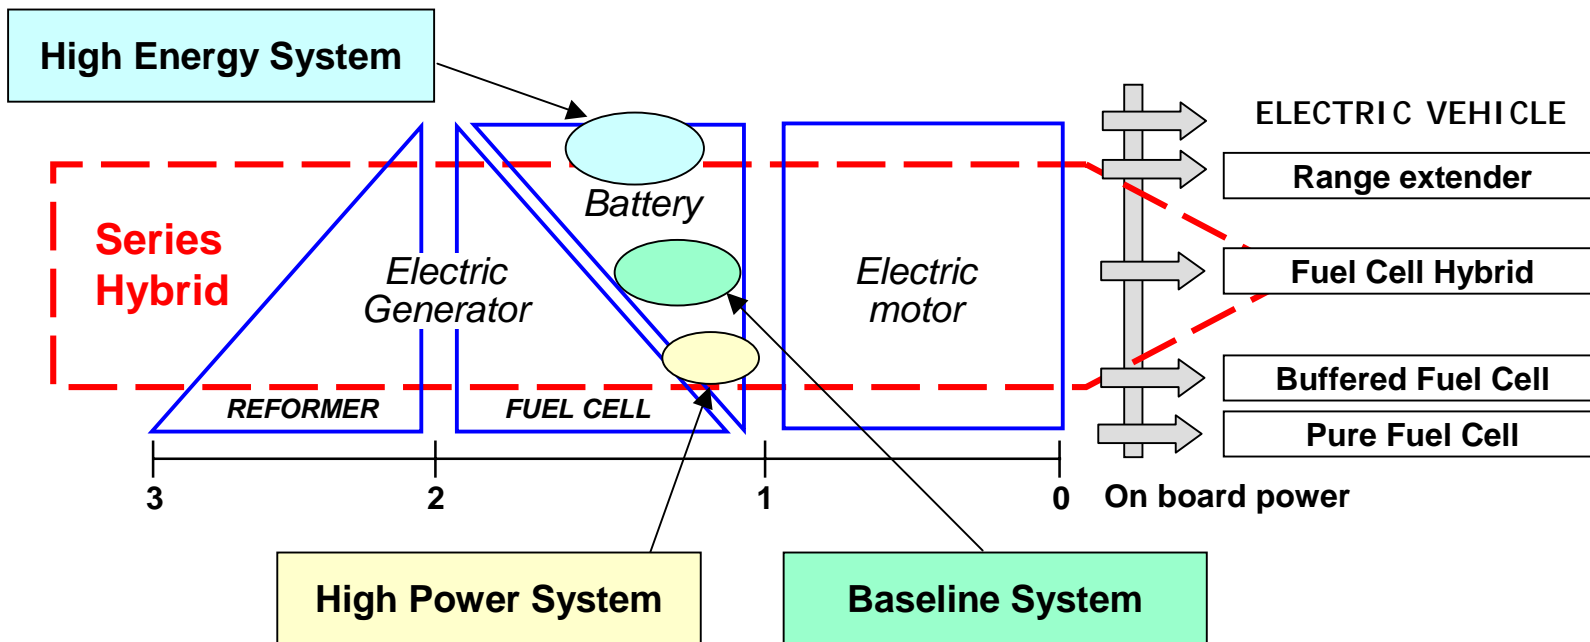 High Energy System
ELECTRIC VEHICLE
Range extender
Battery
Series
Hybrid
Electric
Generator
Electric
motor
Fuel Cell Hybrid
Buffered Fuel Cell
REFORMER
FUEL CELL
Pure Fuel Cell
3
2
1
0
On board power
High Power System
Baseline System